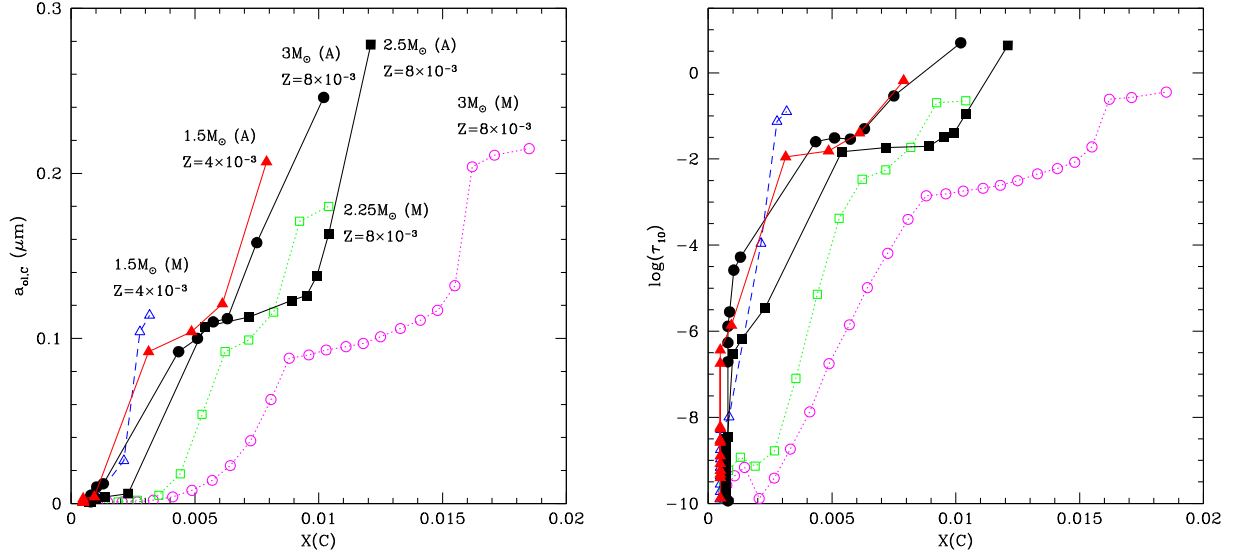 0.3
0.2
0.1
0
a_ol,C (μm)
3M⊙ (A)
Z=8×10⁻³
2.5M⊙ (A)
Z=8×10⁻³
1.5M⊙ (A)
Z=4×10⁻³
3M⊙ (M)
Z=8×10⁻³
2.25M⊙ (M)
Z=8×10⁻³
1.5M⊙ (M)
Z=4×10⁻³
0 0.005 0.01 0.015 0.02
X(C)
0
−2
−4
−6
−8
−10
log(τ₁₀)
0 0.005 0.01 0.015 0.02
X(C)